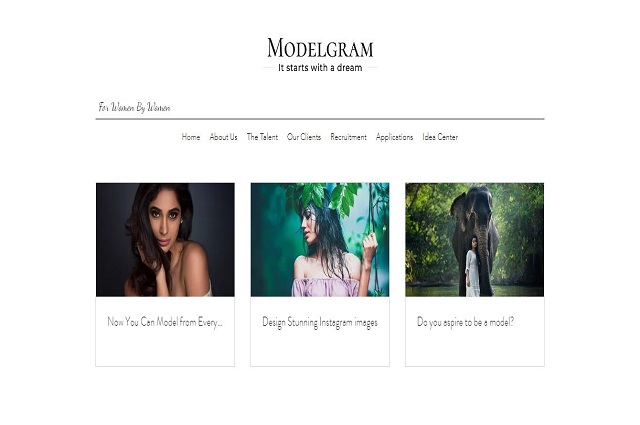 MODELGRAM
It starts with a dream
For Women By Women
Home About Us The Talent Our Clients Recruitment Applications Idea Center
Now You Can Model from Every... Design Stunning Instagram images Do you aspire to be a model?